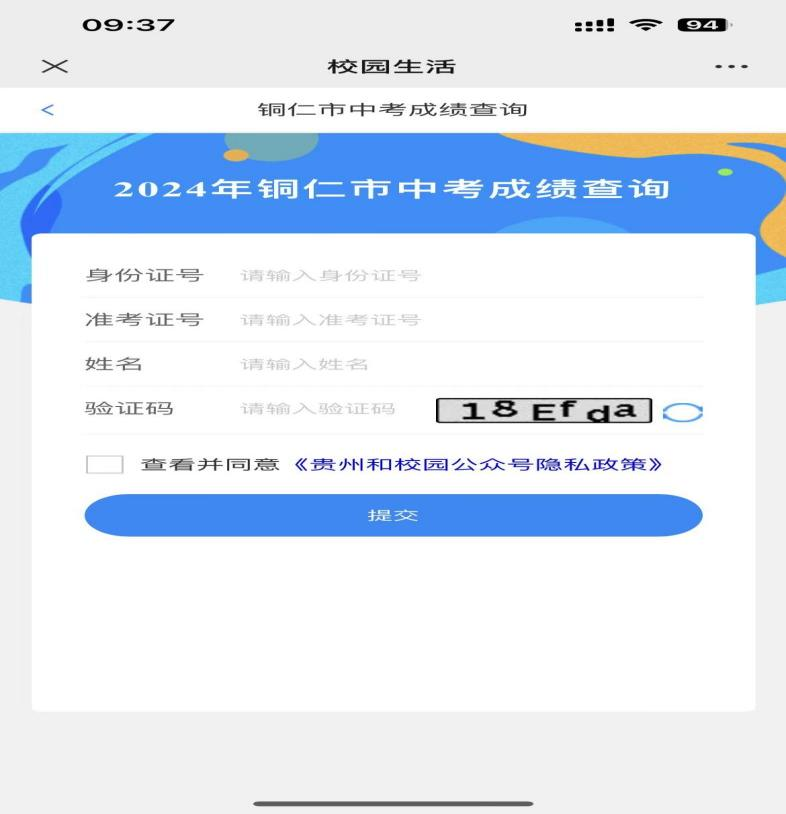 09:37 94
校园生活
铜仁市中考成绩查询
2024年铜仁市中考成绩查询
身份证号 请输入身份证号
准考证号 请输入准考证号
姓名 请输入姓名
验证码 请输入验证码 18Efda
查看并同意《贵州和校园公众号隐私政策》
提交